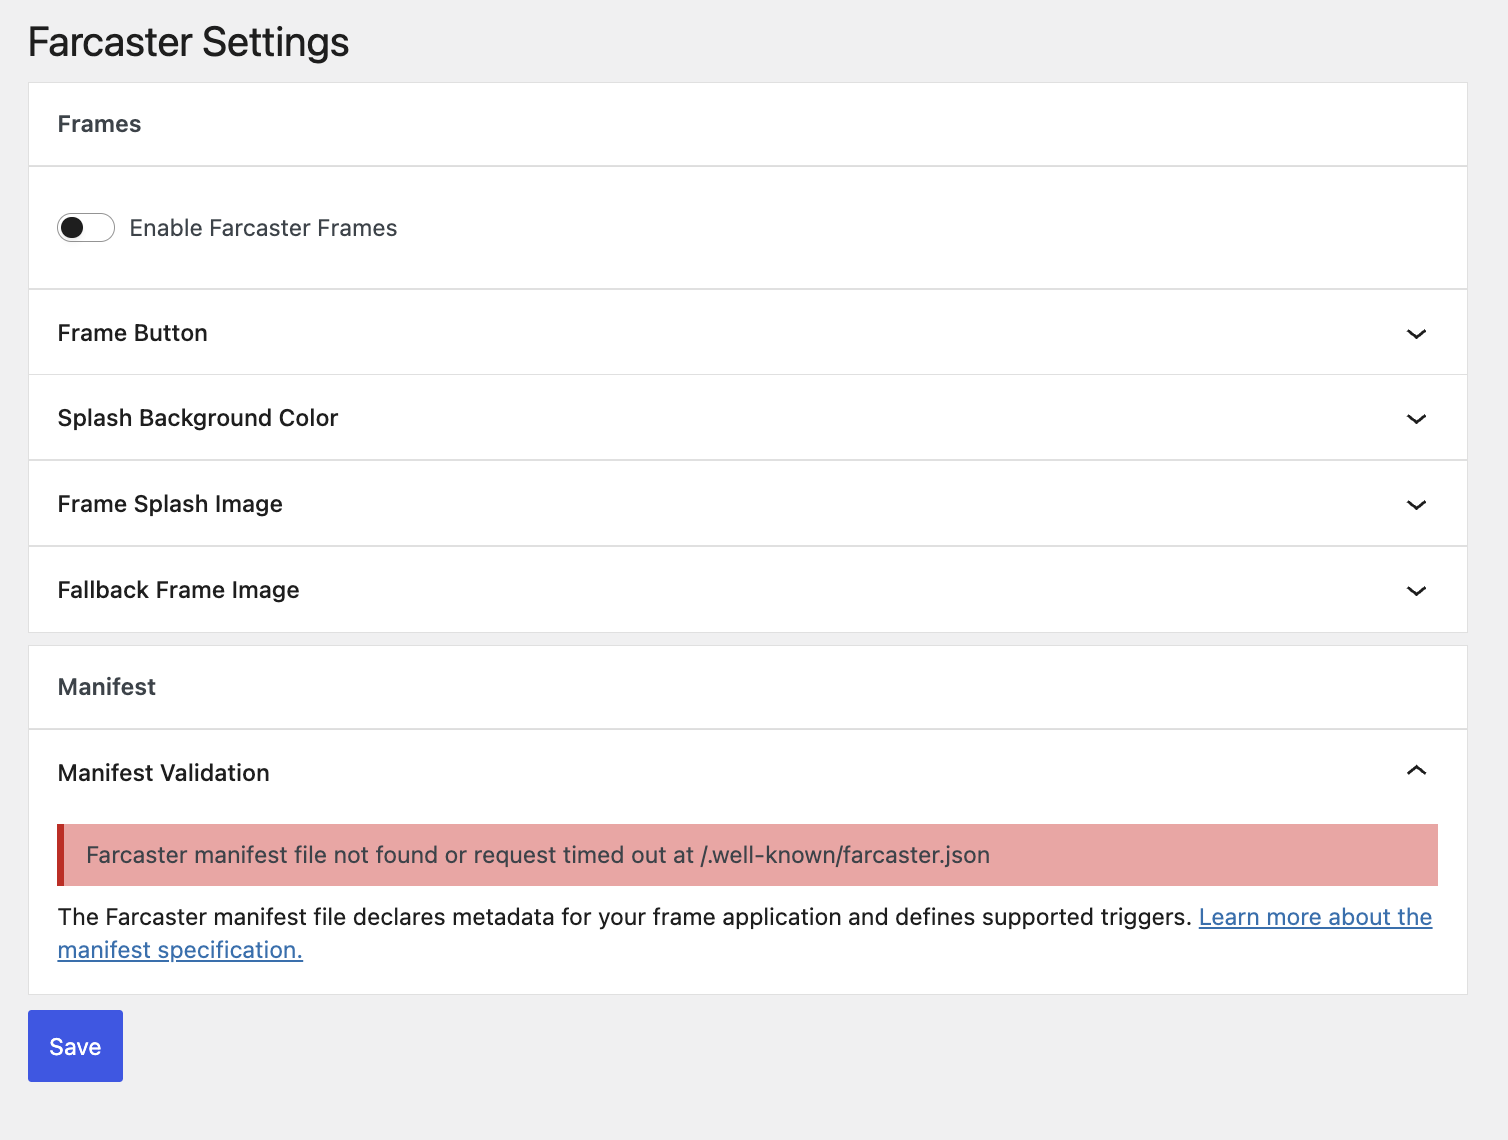 Farcaster Settings
Frames
Enable Farcaster Frames
Frame Button
Splash Background Color
Frame Splash Image
Fallback Frame Image
Manifest
Manifest Validation
Farcaster manifest file not found or request timed out at /.well-known/farcaster.json
The Farcaster manifest file declares metadata for your frame application and defines supported triggers. Learn more about the
manifest specification.
Save